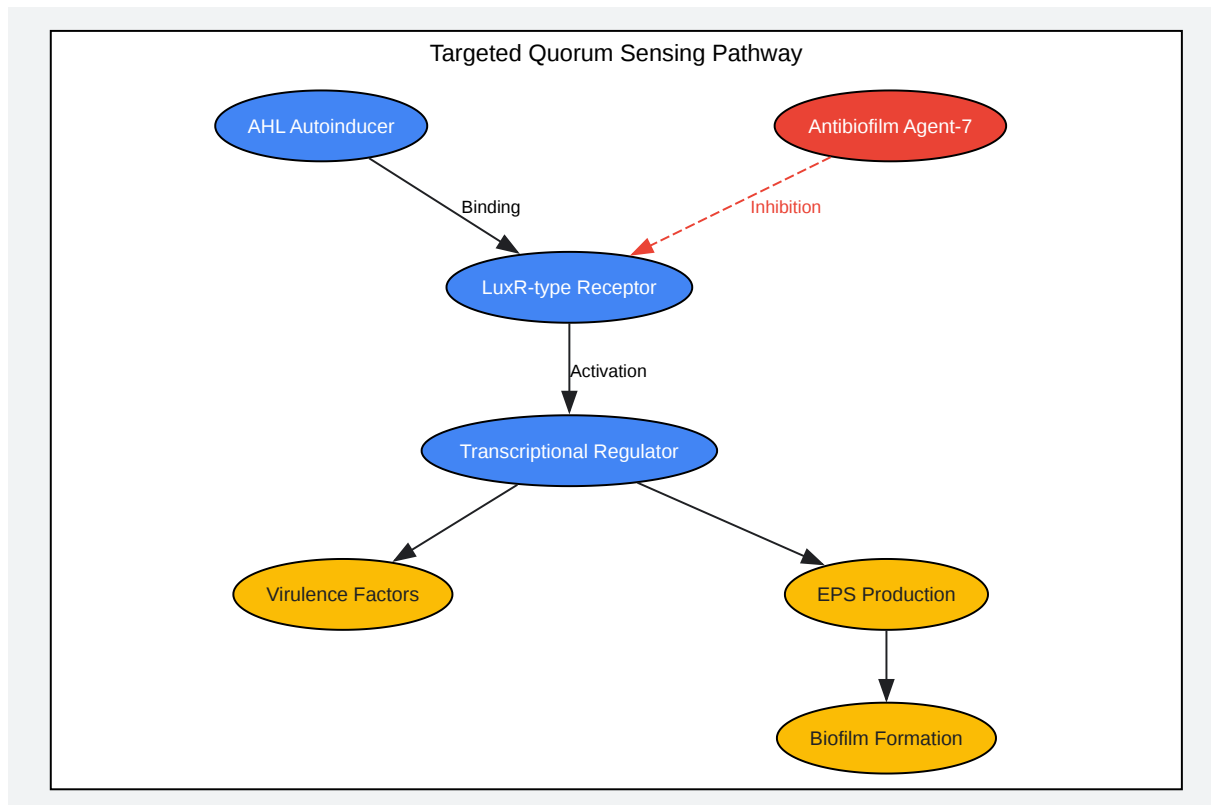 Targeted Quorum Sensing Pathway
AHL Autoinducer
Antibiofilm Agent-7
Binding
Inhibition
LuxR-type Receptor
Activation
Transcriptional Regulator
Virulence Factors
EPS Production
Biofilm Formation